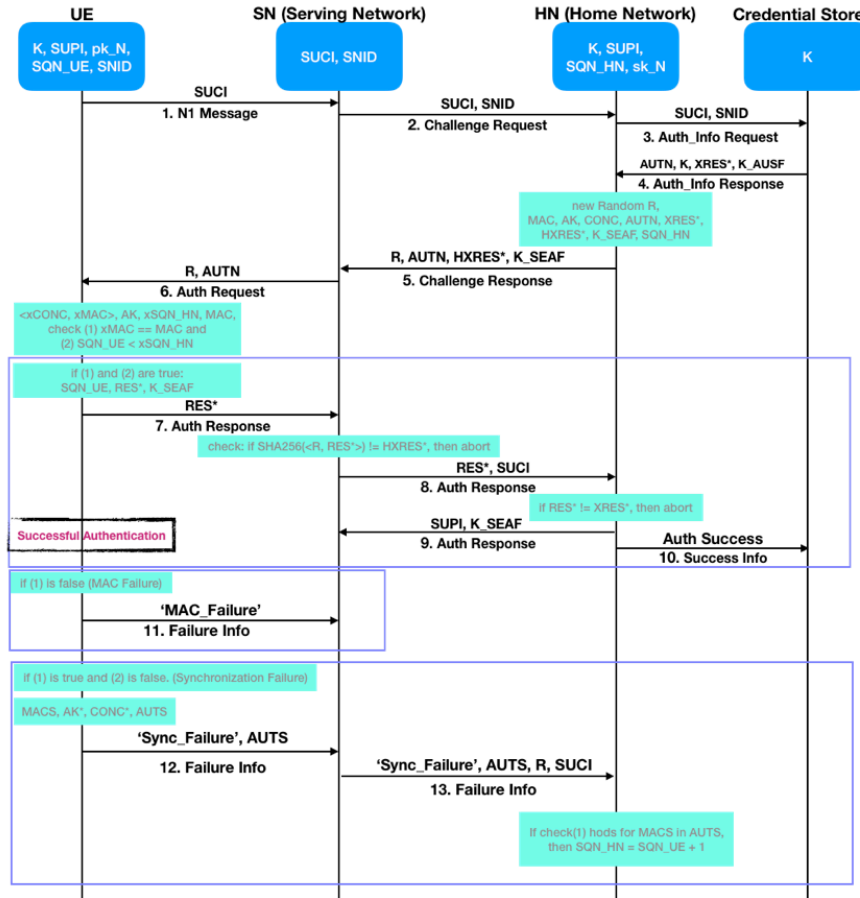 UE
SN (Serving Network)
HN (Home Network)
Credential Store
K, SUPI, pk_N,
SQN_UE, SNID
SUCI, SNID
K, SUPI,
SQN_HN, sk_N
K
SUCI
1. N1 Message
SUCI, SNID
2. Challenge Request
SUCI, SNID
3. Auth_Info Request
AUTN, K, XRES*, K_AUSF
4. Auth_Info Response
new Random R,
MAC, AK, CONC, AUTN, XRES*,
HXRES*, K_SEAF, SQN_HN
R, AUTN, HXRES*, K_SEAF
5. Challenge Response
R, AUTN
6. Auth Request
<xCONC, xMAC>, AK, xSQN_HN, MAC,
check (1) xMAC == MAC and
(2) SQN_UE < xSQN_HN
if (1) and (2) are true:
SQN_UE, RES*, K_SEAF
RES*
7. Auth Response
check: if SHA256(<R, RES*>) != HXRES*, then abort
RES*, SUCI
8. Auth Response
if RES* != XRES*, then abort
SUPI, K_SEAF
9. Auth Response
Successful Authentication
Auth Success
10. Success Info
if (1) is false (MAC Failure)
‘MAC_Failure’
11. Failure Info
if (1) is true and (2) is false. (Synchronization Failure)
MACS, AK*, CONC*, AUTS
‘Sync_Failure’, AUTS
12. Failure Info
‘Sync_Failure’, AUTS, R, SUCI
13. Failure Info
If check(1) hods for MACS in AUTS,
then SQN_HN = SQN_UE + 1